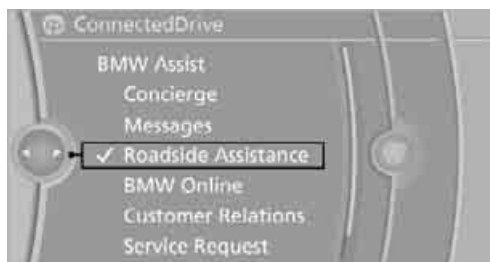 ConnectedDrive
BMW Assist
Concierge
Messages
✓ Roadside Assistance
BMW Online
Customer Relations
Service Request